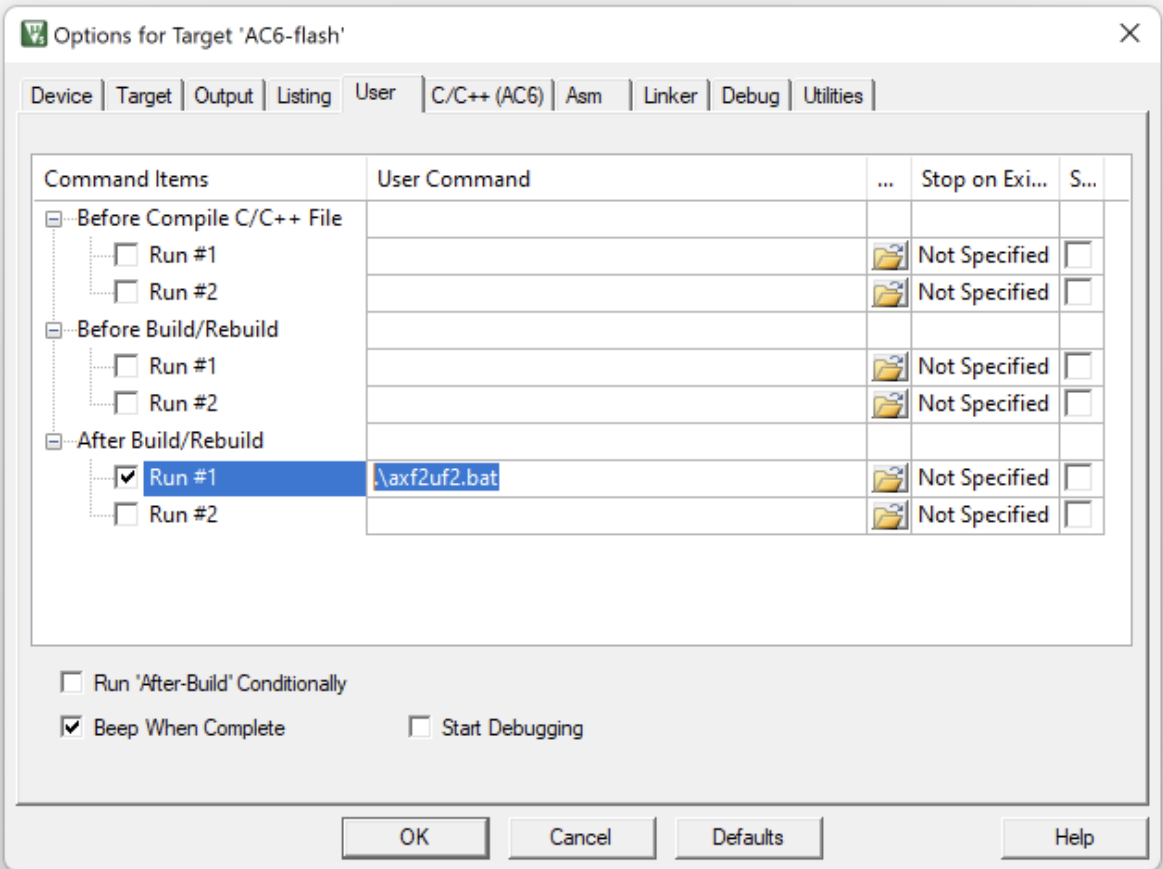 Options for Target 'AC6-flash'
Device Target Output Listing User C/C++ (AC6) Asm Linker Debug Utilities
Command Items User Command ... Stop on Exi... S...
Before Compile C/C++ File
Run #1 Not Specified
Run #2 Not Specified
Before Build/Rebuild
Run #1 Not Specified
Run #2 Not Specified
After Build/Rebuild
Run #1 .\axf2uf2.bat Not Specified
Run #2 Not Specified
Run 'After-Build' Conditionally
Beep When Complete Start Debugging
OK Cancel Defaults Help